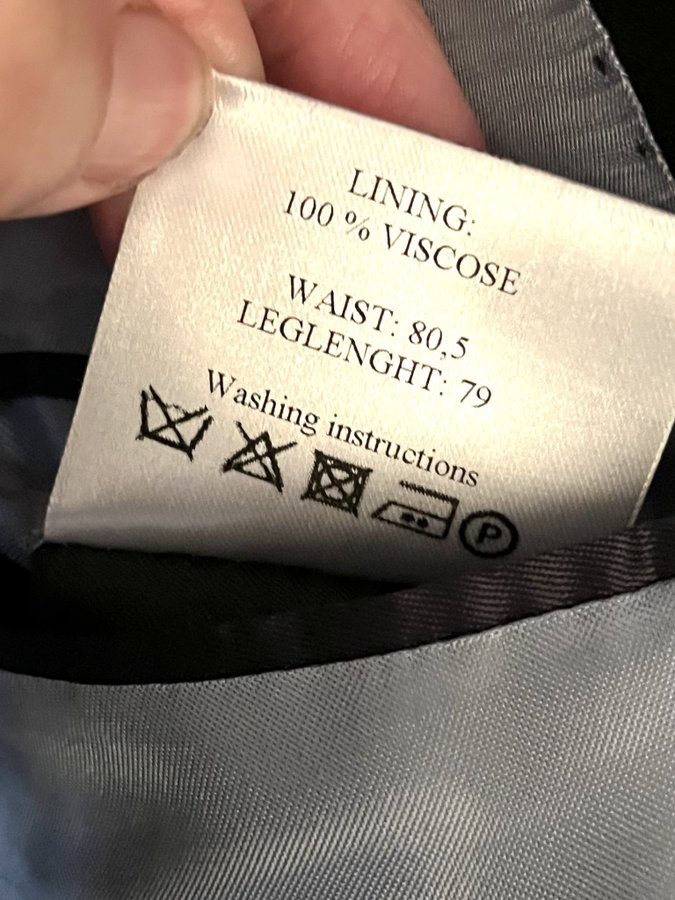 LINING:
100 % VISCOSE
WAIST: 80,5
LEGLENGHT: 79
Washing instructions
P